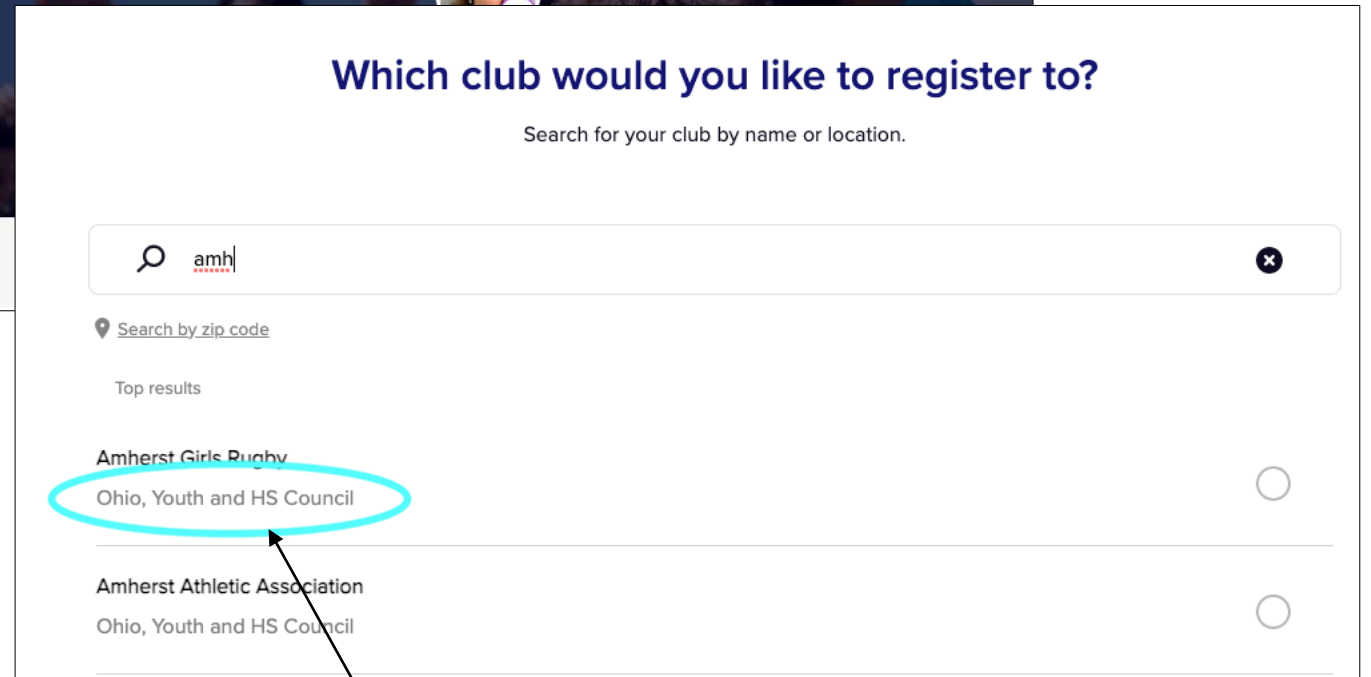 Which club would you like to register to?
Search for your club by name or location.
amh
Search by zip code
Top results
Amherst Girls Rugby
Ohio, Youth and HS Council
Amherst Athletic Association
Ohio, Youth and HS Council